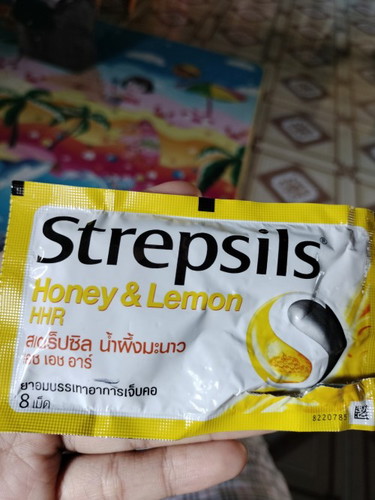 Strepsils®
Honey & Lemon
HHR
สเตร็ปซิล น้ำผึ้งมะนาว
เอช เอช อาร์
ยาอมบรรเทาอาการเจ็บคอ
8 เม็ด